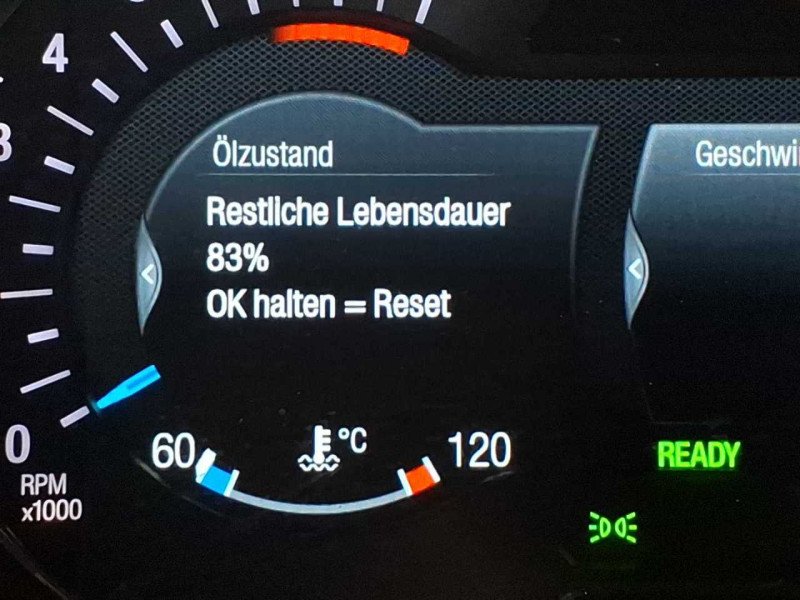 4
3
Ölzustand
Restliche Lebensdauer
83%
OK halten = Reset
60
°C
120
0
RPM
x1000
READY